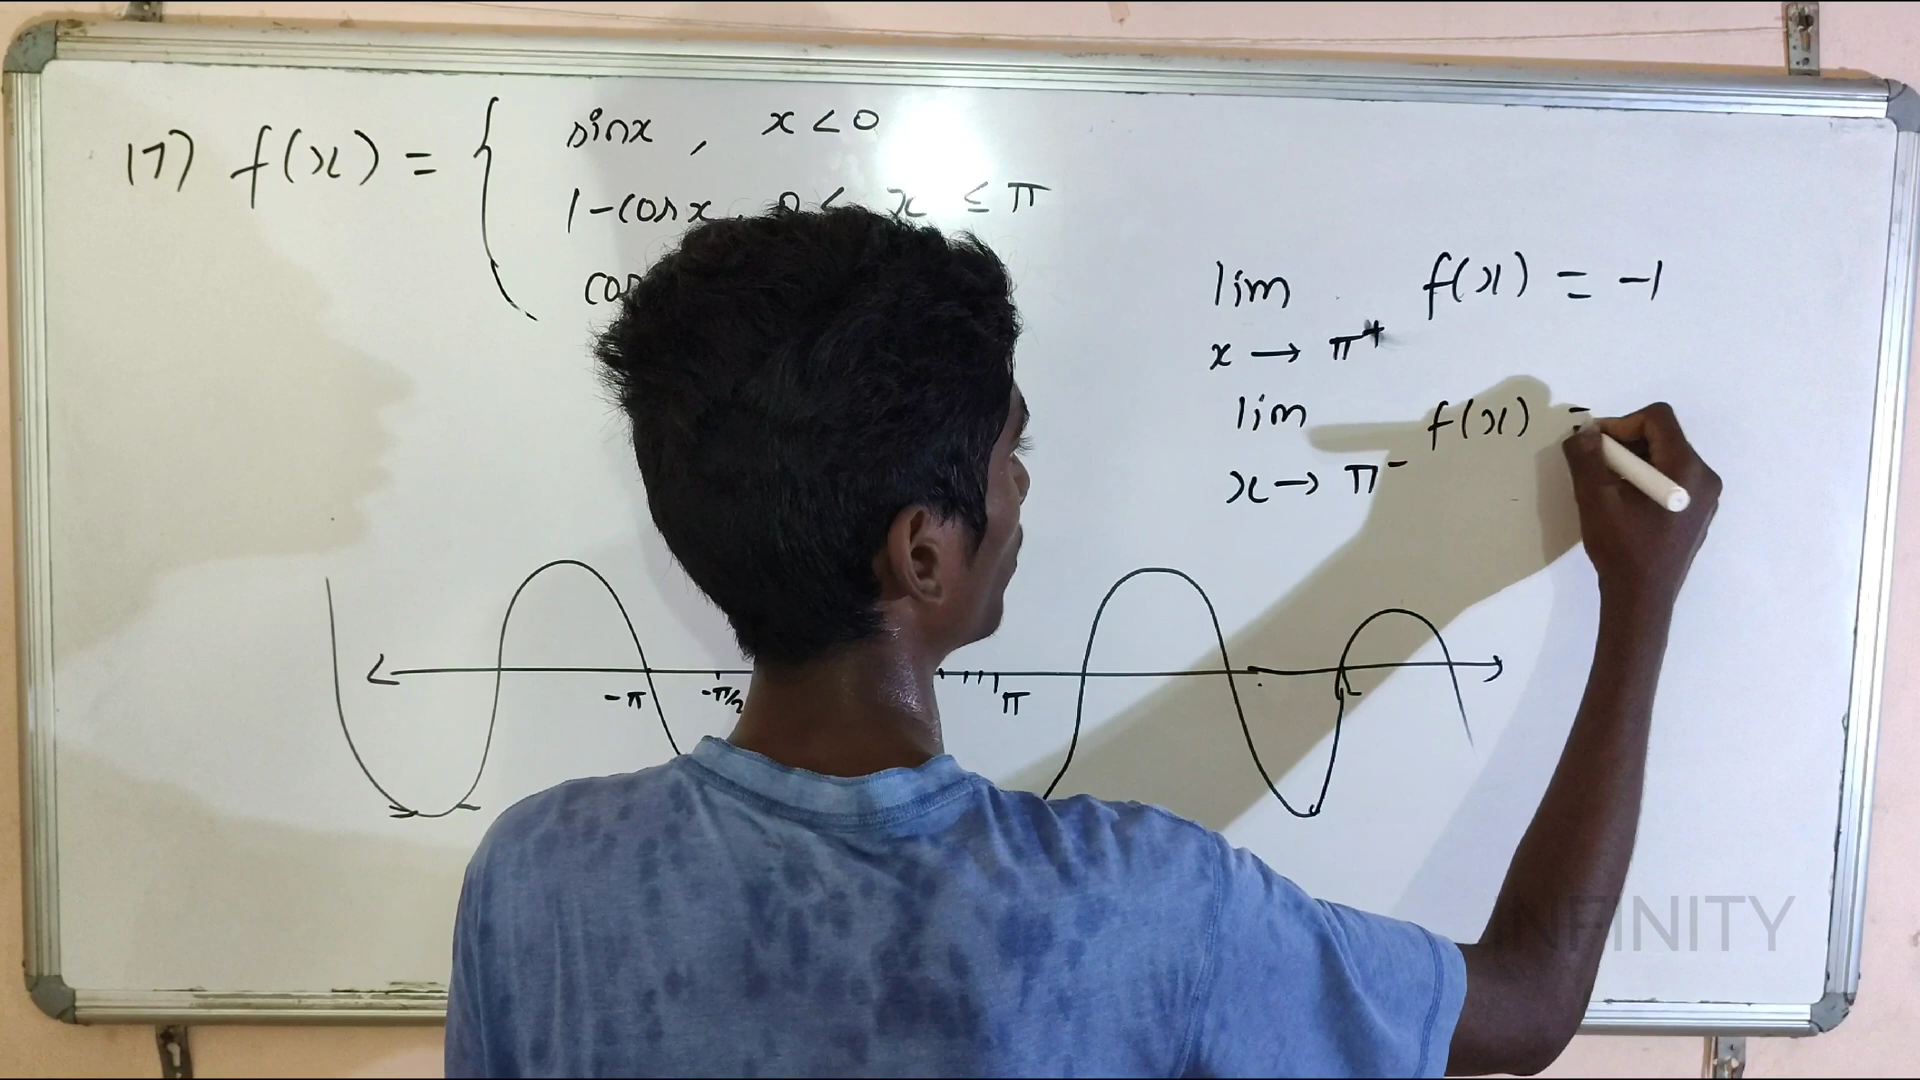 17) f(x) = { sinx , x < 0
1-cosx, 0 ≤ x ≤ π
cos
lim f(x) = -1
x → π⁺
lim f(x) =
x → π⁻
-π -π/2 π
INFINITY